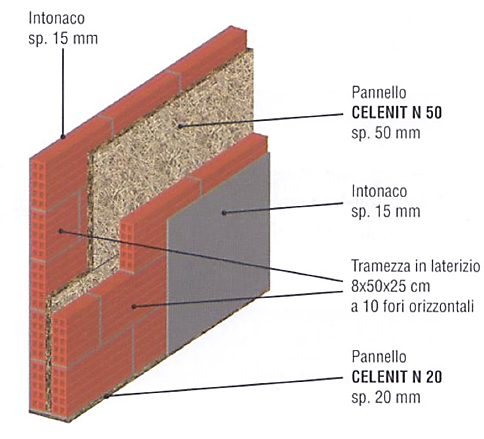 Intonaco
sp. 15 mm
Pannello
CELENIT N 50
sp. 50 mm
Intonaco
sp. 15 mm
Tramezza in laterizio
8x50x25 cm
a 10 fori orizzontali
Pannello
CELENIT N 20
sp. 20 mm